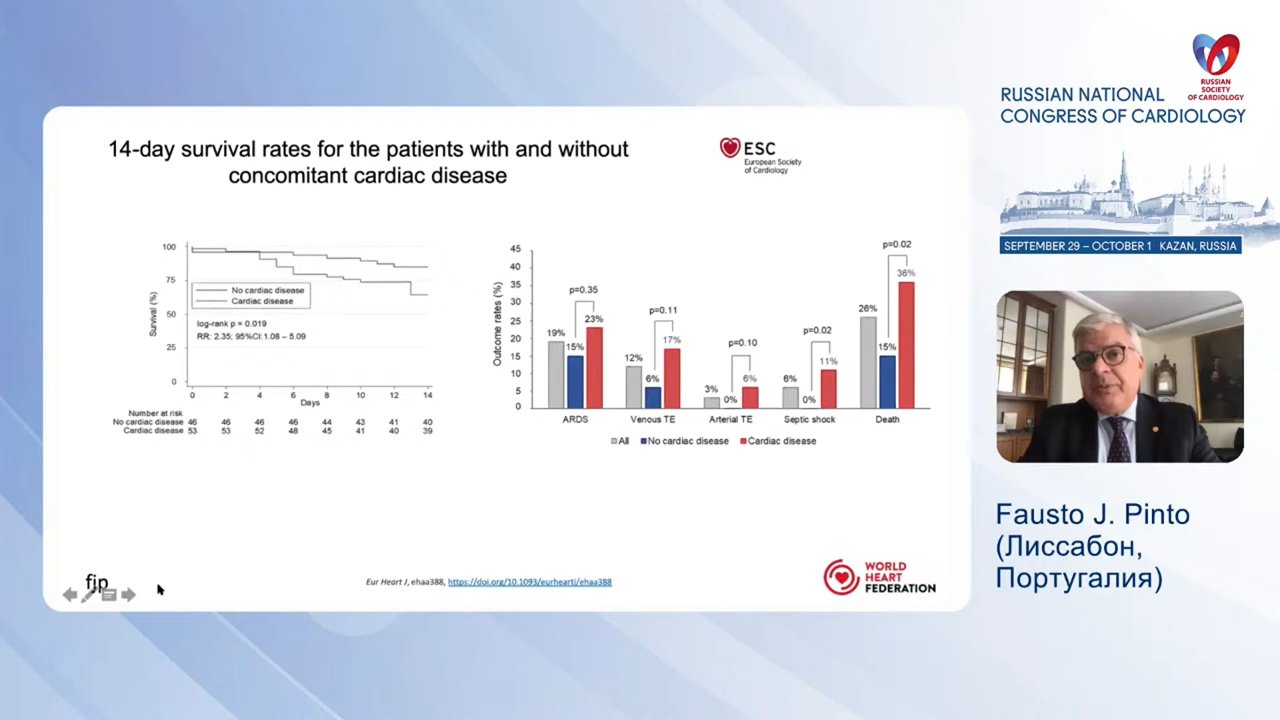 14-day survival rates for the patients with and without
concomitant cardiac disease
ESC
European Society
of Cardiology
100
75
50
25
0
Survival (%)
No cardiac disease
Cardiac disease
log-rank p = 0.019
RR: 2.35; 95%CI:1.08 – 5.09
0 2 4 6 8 10 12 14
Days
Number at risk
No cardiac disease 46 46 46 46 44 43 41 40
Cardiac disease 53 53 52 48 45 41 40 39
45
40
35
30
25
20
15
10
5
0
Outcome rates (%)
19% 15% 23% p=0.35
12% 6% 17% p=0.11
3% 0% 6% p=0.10
6% 0% 11% p=0.02
26% 15% 36% p=0.02
ARDS Venous TE Arterial TE Septic shock Death
All No cardiac disease Cardiac disease
fjp
Eur Heart J, ehaa388, https://doi.org/10.1093/eurheartj/ehaa388
WORLD
HEART
FEDERATION
RUSSIAN
SOCIETY
OF CARDIOLOGY
RUSSIAN NATIONAL
CONGRESS OF CARDIOLOGY
SEPTEMBER 29 – OCTOBER 1 KAZAN, RUSSIA
Fausto J. Pinto
(Лиссабон,
Португалия)